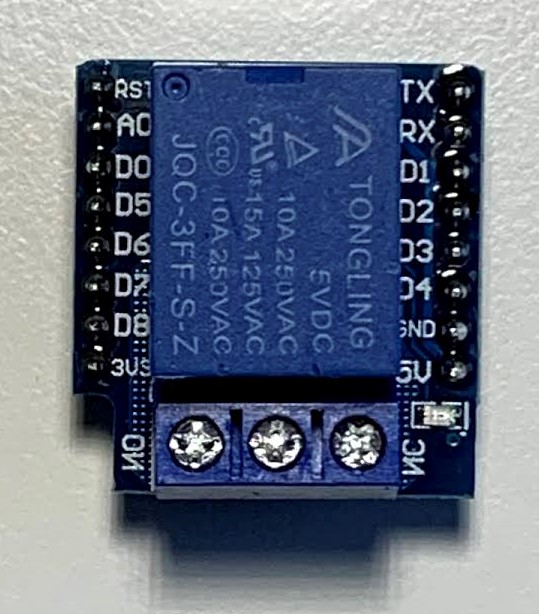 RST
A0
D0
D5
D6
D7
D8
3V3
TX
RX
D1
D2
D3
D4
GND
5V
TONGLING
5VDC
10A 250VAC
15A 125VAC
10A 250VAC
JQC-3FF-S-Z
NO
NC